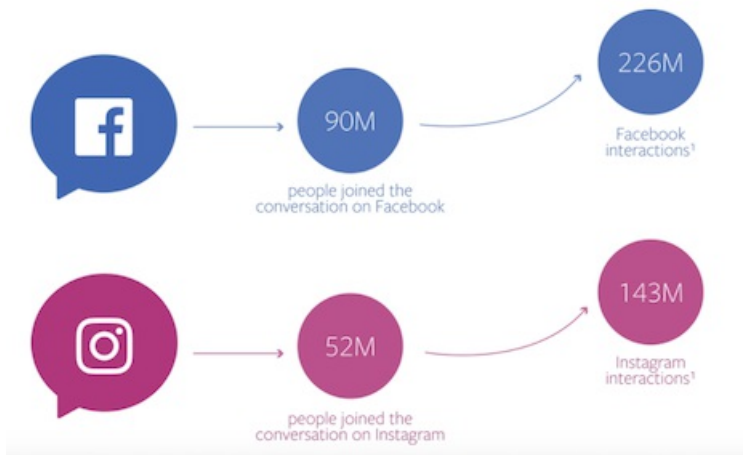 f
90M
people joined the
conversation on Facebook
226M
Facebook
interactions¹
52M
people joined the
conversation on Instagram
143M
Instagram
interactions¹